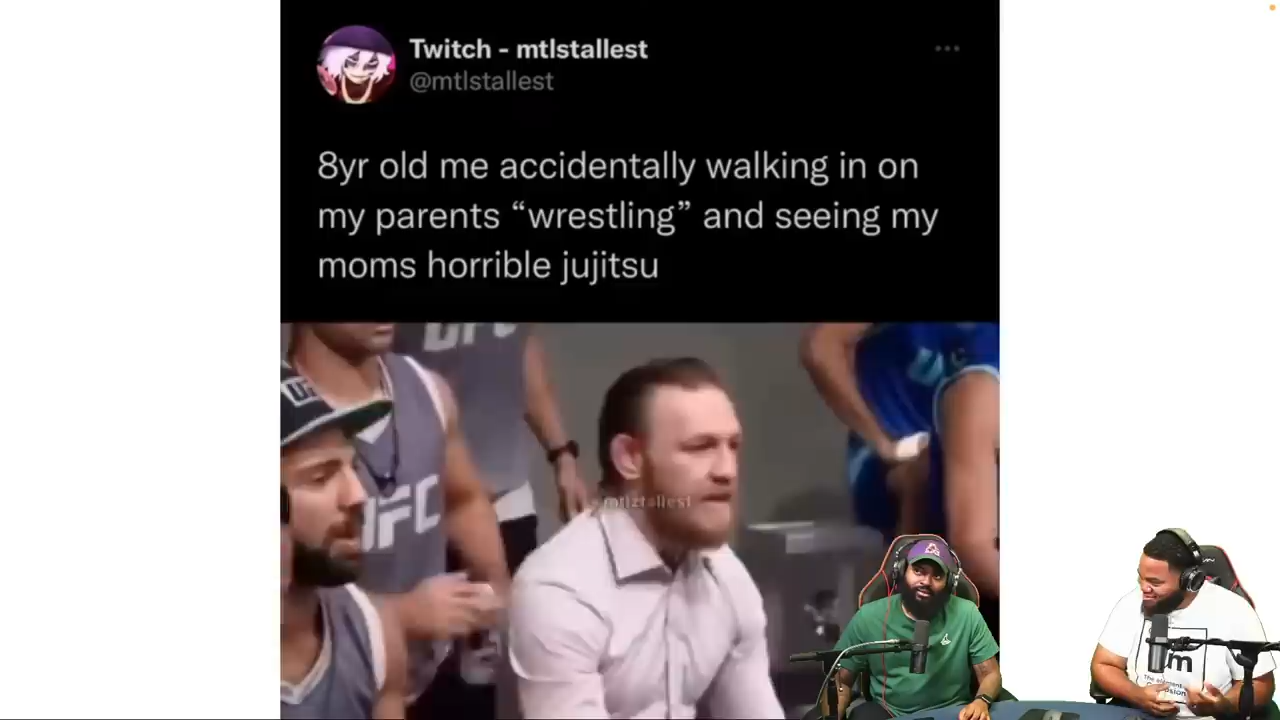 Twitch - mtlstallest
@mtlstallest
8yr old me accidentally walking in on
my parents “wrestling” and seeing my
moms horrible jujitsu
UFC
UFC
@mtlztallest